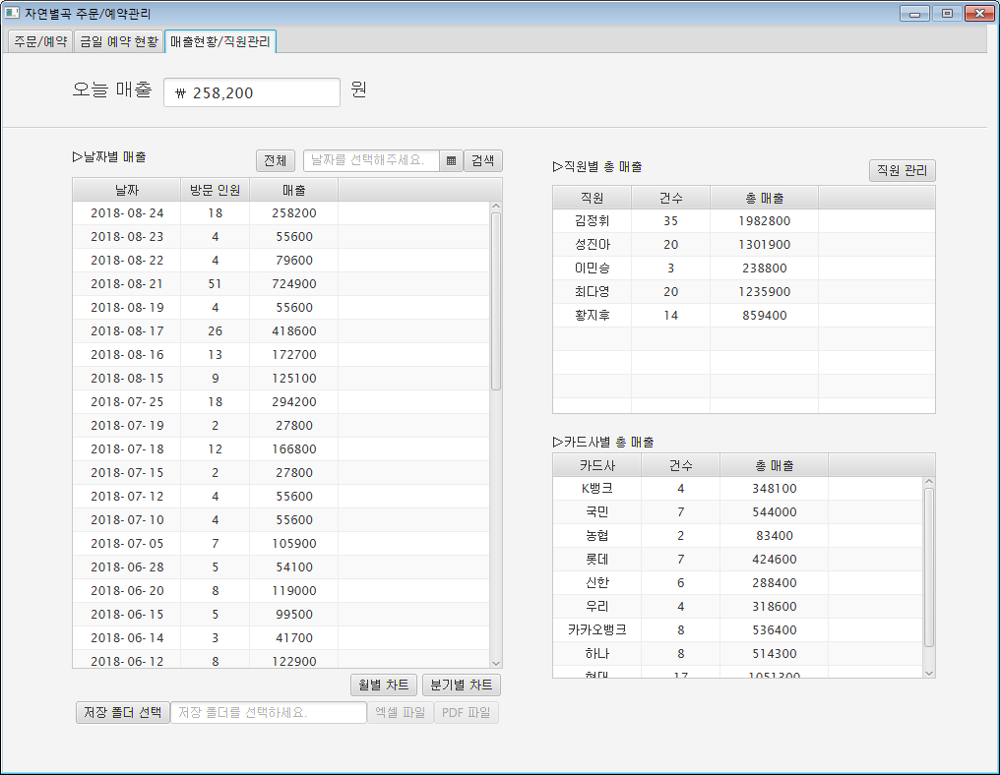 자연별곡 주문/예약관리
주문/예약 금일 예약 현황 매출현황/직원관리
오늘 매출 ₩ 258,200 원
▷날짜별 매출 전체 날짜를 선택해주세요. 검색
날짜 방문 인원 매출
2018-08-24 18 258200
2018-08-23 4 55600
2018-08-22 4 79600
2018-08-21 51 724900
2018-08-19 4 55600
2018-08-17 26 418600
2018-08-16 13 172700
2018-08-15 9 125100
2018-07-25 18 294200
2018-07-19 2 27800
2018-07-18 12 166800
2018-07-15 2 27800
2018-07-12 4 55600
2018-07-10 4 55600
2018-07-05 7 105900
2018-06-28 5 54100
2018-06-20 8 119000
2018-06-15 5 99500
2018-06-14 3 41700
2018-06-12 8 122900
월별 차트 분기별 차트
저장 폴더 선택 저장 폴더를 선택하세요. 엑셀 파일 PDF 파일
▷직원별 총 매출 직원 관리
직원 건수 총 매출
김정휘 35 1982800
성진아 20 1301900
이민승 3 238800
최다영 20 1235900
황지후 14 859400
▷카드사별 총 매출
카드사 건수 총 매출
K뱅크 4 348100
국민 7 544000
농협 2 83400
롯데 7 424600
신한 6 288400
우리 4 318600
카카오뱅크 8 536400
하나 8 514300
현대 17 1051300